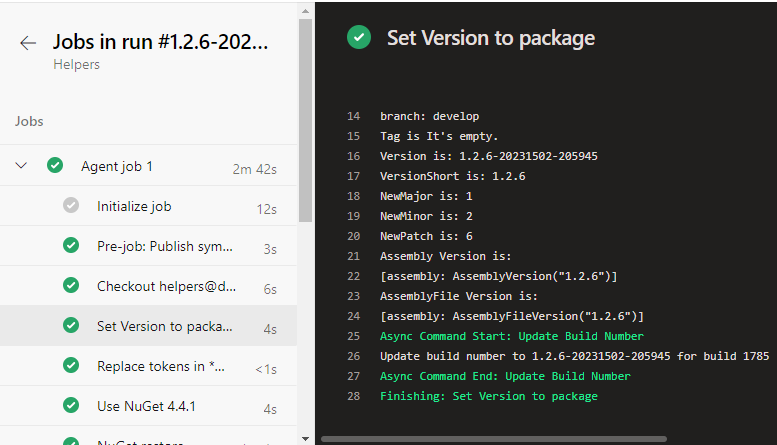 Jobs in run #1.2.6-202...
Helpers
Jobs
Agent job 1 2m 42s
Initialize job 12s
Pre-job: Publish sym... 3s
Checkout helpers@d... 6s
Set Version to packa... 4s
Replace tokens in *... <1s
Use NuGet 4.4.1 4s
Set Version to package
14 branch: develop
15 Tag is It's empty.
16 Version is: 1.2.6-20231502-205945
17 VersionShort is: 1.2.6
18 NewMajor is: 1
19 NewMinor is: 2
20 NewPatch is: 6
21 Assembly Version is:
22 [assembly: AssemblyVersion("1.2.6")]
23 AssemblyFile Version is:
24 [assembly: AssemblyFileVersion("1.2.6")]
25 Async Command Start: Update Build Number
26 Update build number to 1.2.6-20231502-205945 for build 1785
27 Async Command End: Update Build Number
28 Finishing: Set Version to package